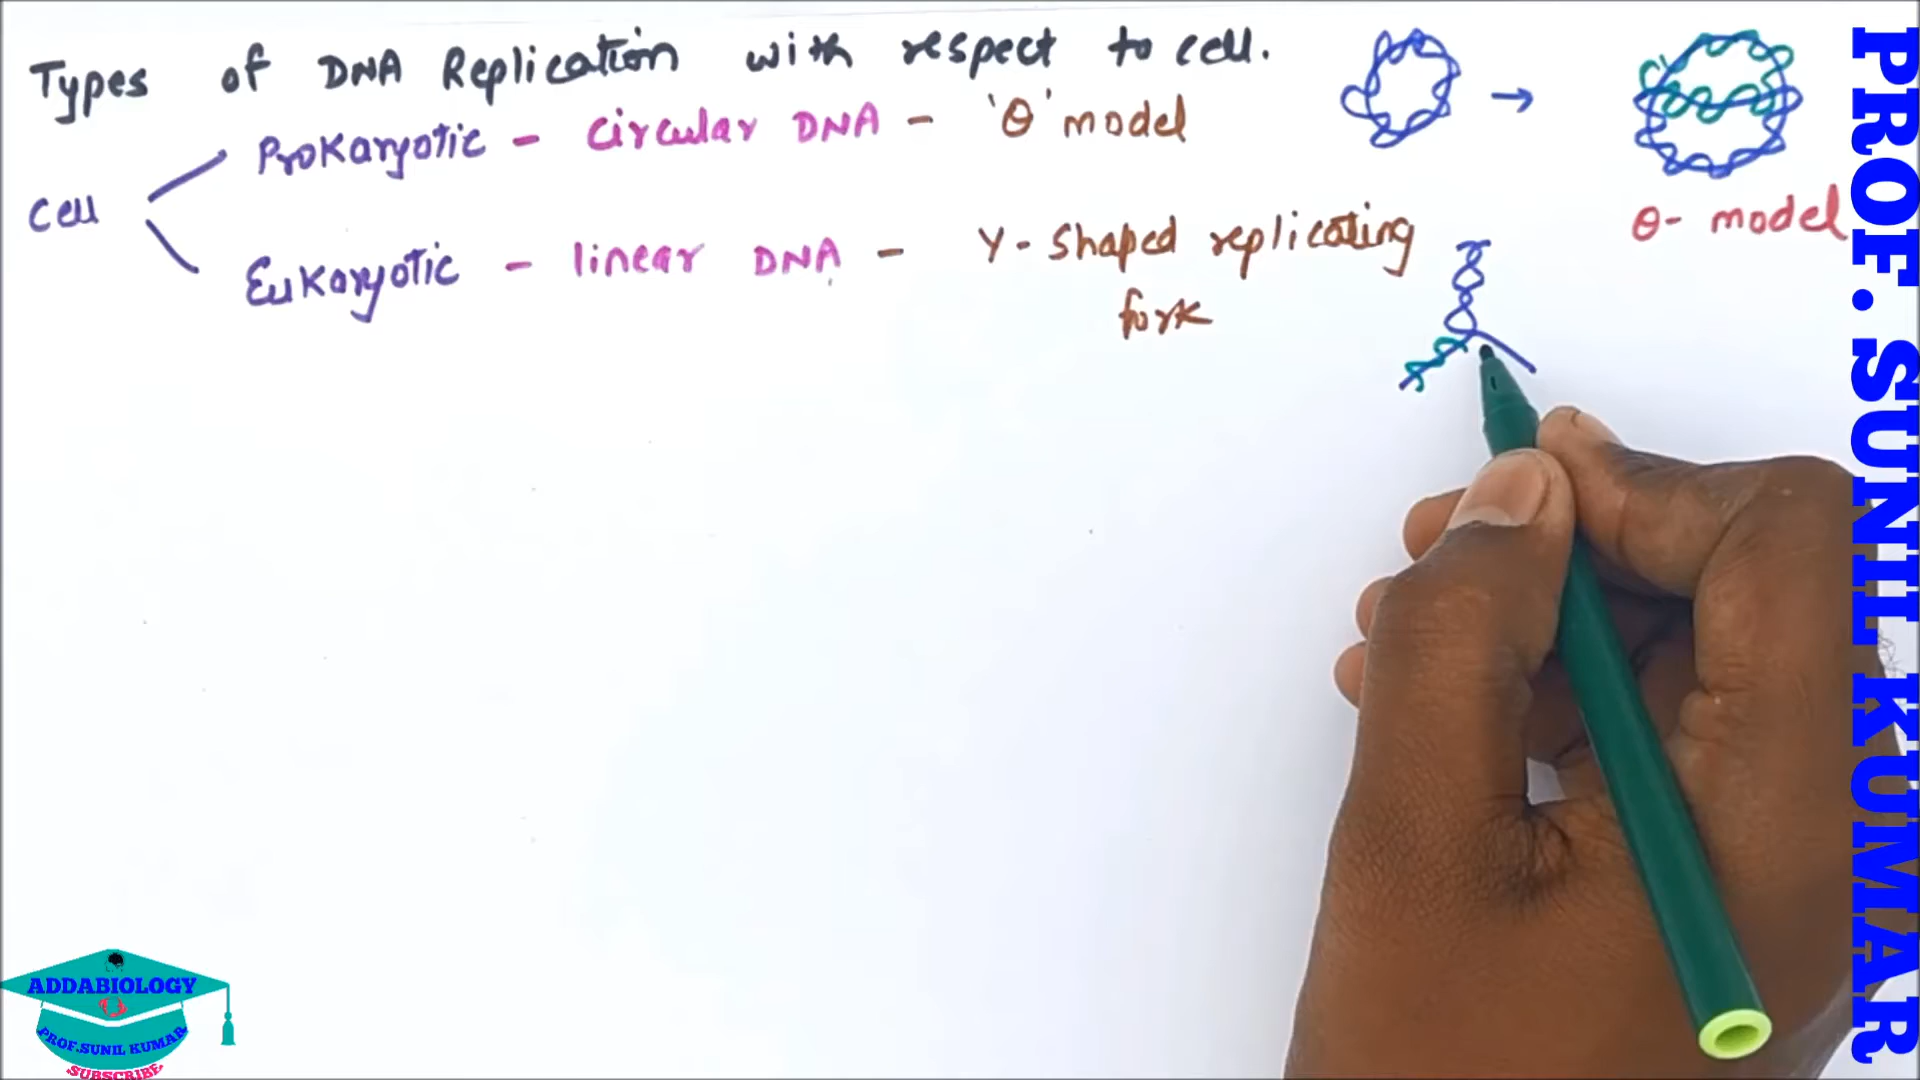 Types of DNA Replication with respect to cell.
Prokaryotic - circular DNA - 'θ' model
Cell
Eukaryotic - linear DNA - Y-shaped replicating
fork
θ- model
PROF. SUNIL KUMAR
ADDABIOLOGY
PROF.SUNIL KUMAR
SUBSCRIBE